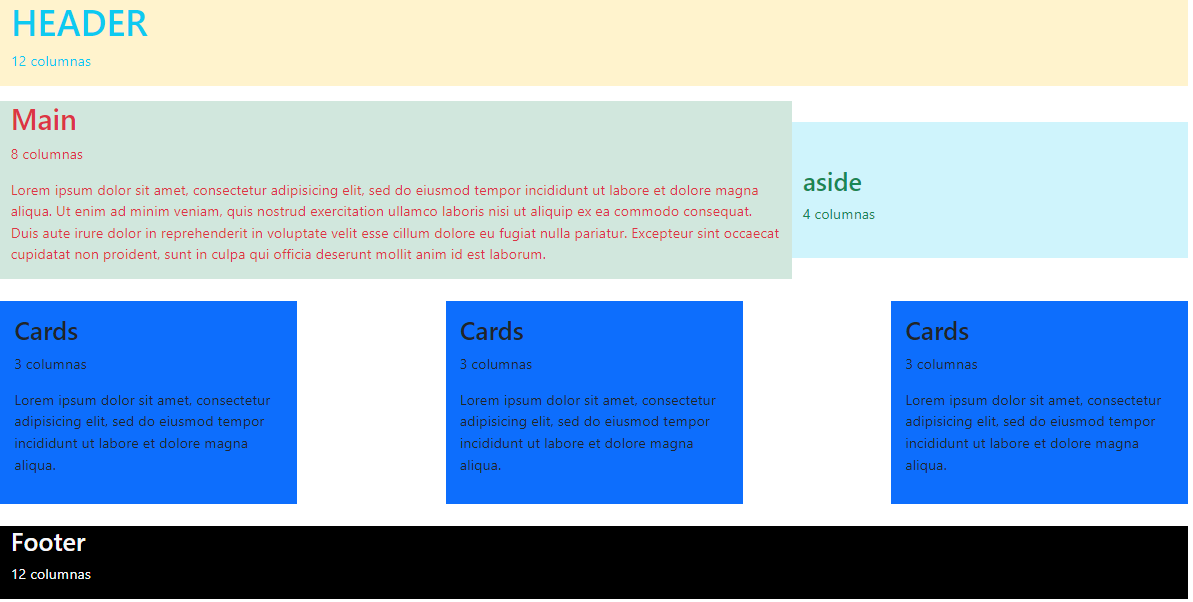 HEADER
12 columnas
Main
8 columnas
Lorem ipsum dolor sit amet, consectetur adipisicing elit, sed do eiusmod tempor incididunt ut labore et dolore magna
aliqua. Ut enim ad minim veniam, quis nostrud exercitation ullamco laboris nisi ut aliquip ex ea commodo consequat.
Duis aute irure dolor in reprehenderit in voluptate velit esse cillum dolore eu fugiat nulla pariatur. Excepteur sint occaecat
cupidatat non proident, sunt in culpa qui officia deserunt mollit anim id est laborum.
aside
4 columnas
Cards
3 columnas
Lorem ipsum dolor sit amet, consectetur
adipisicing elit, sed do eiusmod tempor
incididunt ut labore et dolore magna
aliqua.
Cards
3 columnas
Lorem ipsum dolor sit amet, consectetur
adipisicing elit, sed do eiusmod tempor
incididunt ut labore et dolore magna
aliqua.
Cards
3 columnas
Lorem ipsum dolor sit amet, consectetur
adipisicing elit, sed do eiusmod tempor
incididunt ut labore et dolore magna
aliqua.
Footer
12 columnas